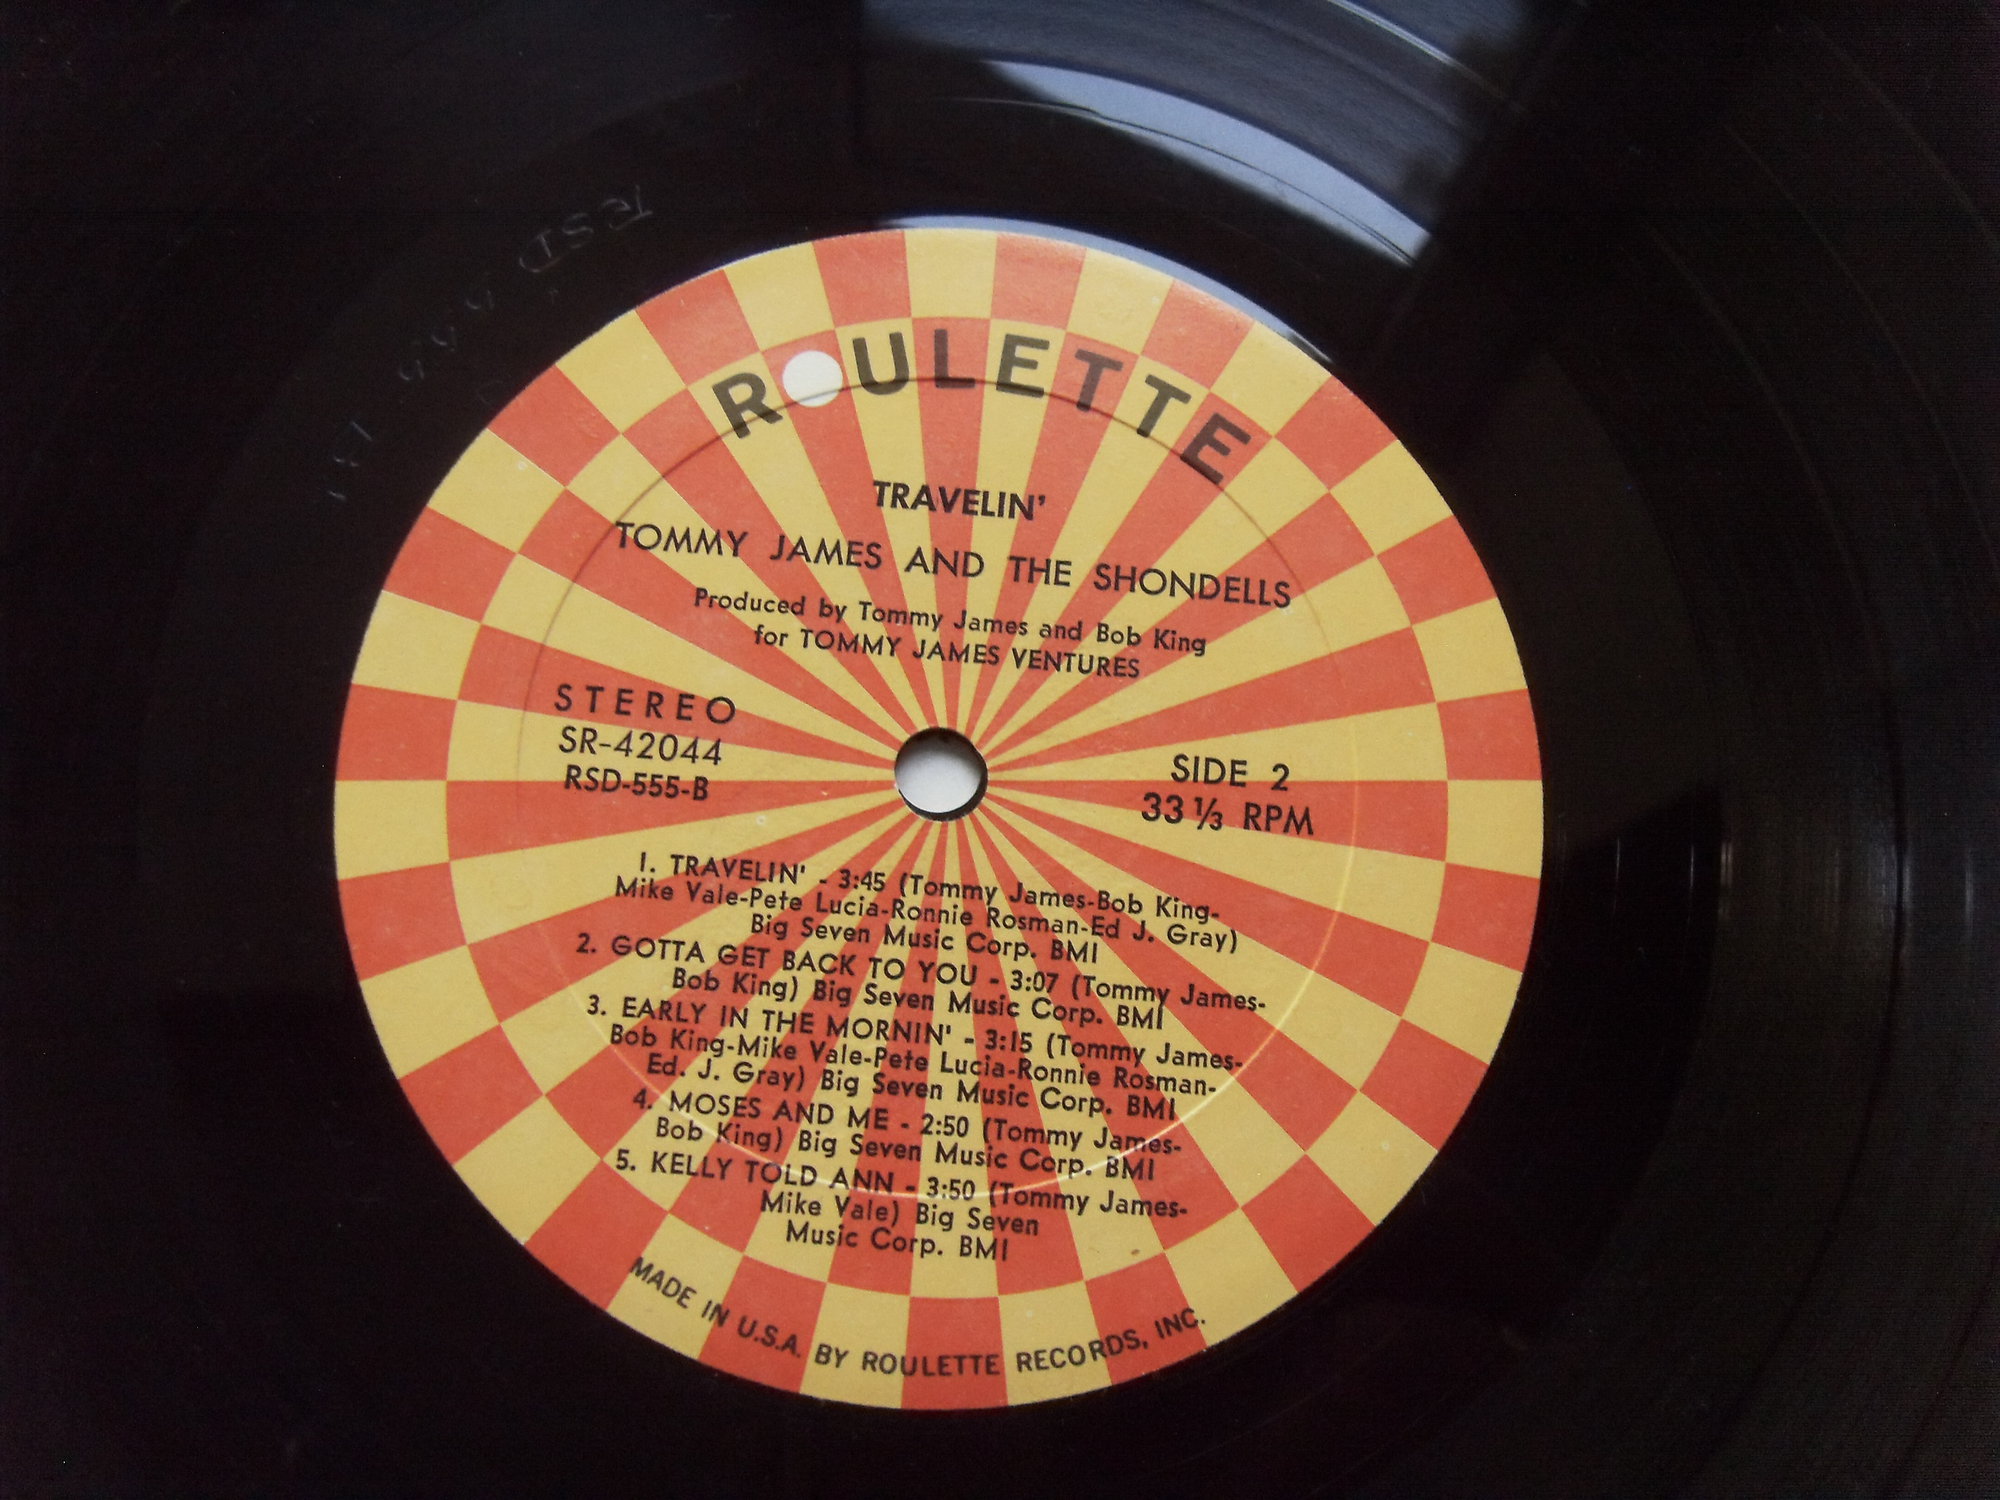 ROULETTE
TRAVELIN'
TOMMY JAMES AND THE SHONDELLS
Produced by Tommy James and Bob King
for TOMMY JAMES VENTURES
STEREO
SR-42044
RSD-555-B
SIDE 2
33 1/3 RPM
1. TRAVELIN' - 3:45 (Tommy James-Bob King-
Mike Vale-Pete Lucia-Ronnie Rosman-Ed J. Gray)
Big Seven Music Corp. BMI
2. GOTTA GET BACK TO YOU - 3:07 (Tommy James-
Bob King) Big Seven Music Corp. BMI
3. EARLY IN THE MORNIN' - 3:15 (Tommy James-
Bob King-Mike Vale-Pete Lucia-Ronnie Rosman-
Ed. J. Gray) Big Seven Music Corp. BMI
4. MOSES AND ME - 2:50 (Tommy James-
Bob King) Big Seven Music Corp. BMI
5. KELLY TOLD ANN - 3:50 (Tommy James-
Mike Vale) Big Seven
Music Corp. BMI
MADE IN U.S.A. BY ROULETTE RECORDS, INC.